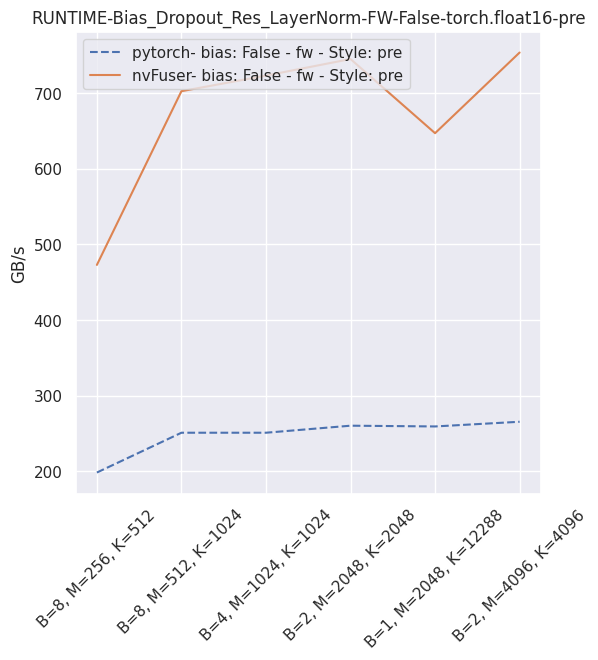 RUNTIME-Bias_Dropout_Res_LayerNorm-FW-False-torch.float16-pre
pytorch- bias: False - fw - Style: pre
nvFuser- bias: False - fw - Style: pre
GB/s
700
600
500
400
300
200
B=8, M=256, K=512
B=8, M=512, K=1024
B=4, M=1024, K=1024
B=2, M=2048, K=2048
B=1, M=2048, K=12288
B=2, M=4096, K=4096